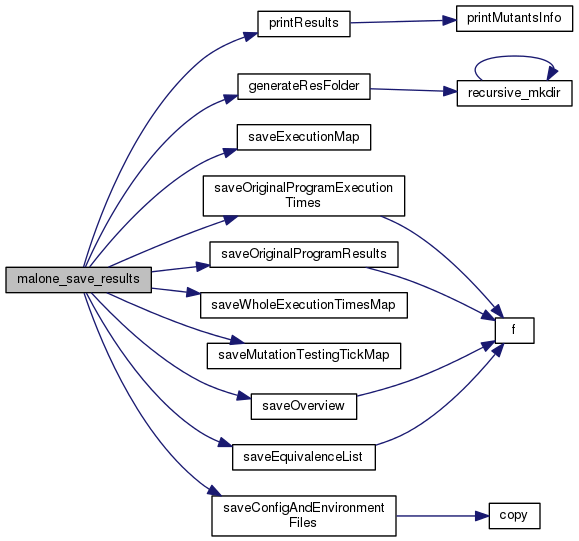 printResults
printMutantsInfo
generateResFolder
recursive_mkdir
saveExecutionMap
saveOriginalProgramExecution
Times
saveOriginalProgramResults
malone_save_results
saveWholeExecutionTimesMap
f
saveMutationTestingTickMap
saveOverview
saveEquivalenceList
saveConfigAndEnvironment
Files
copy